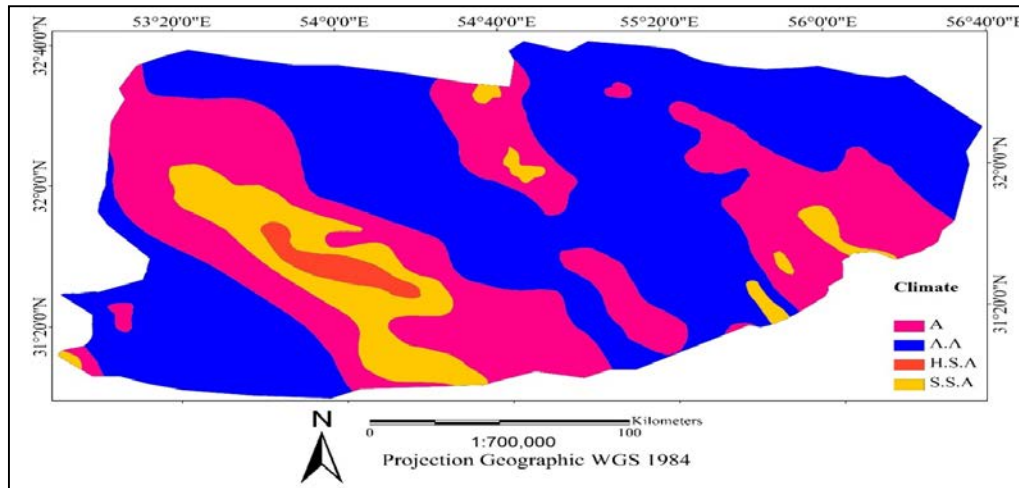 53°20'0"E 54°0'0"E 54°40'0"E 55°20'0"E 56°0'0"E 56°40'0"E
32°40'0"N
32°0'0"N 32°0'0"N
31°20'0"N 31°20'0"N
Climate
A
A.A
H.S.A
S.S.A
N
Kilometers
0 100
1:700,000
Projection Geographic WGS 1984